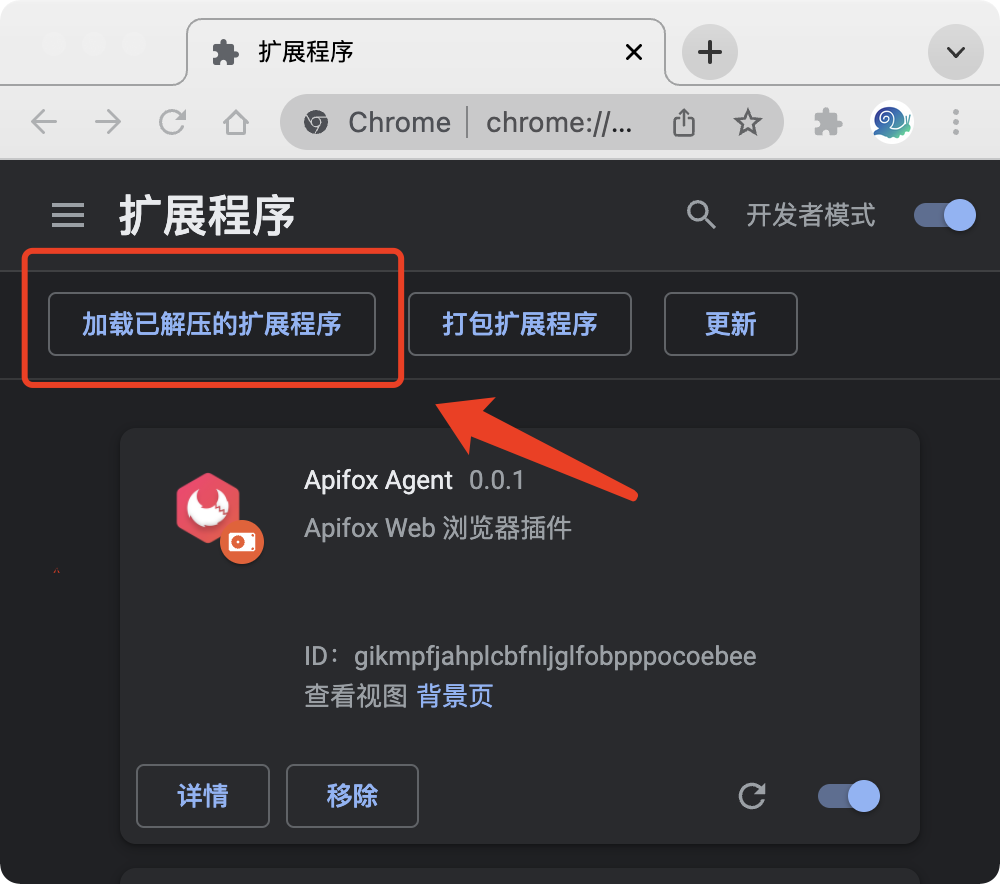 扩展程序
Chrome | chrome://...
扩展程序 开发者模式
加载已解压的扩展程序 打包扩展程序 更新
Apifox Agent 0.0.1
Apifox Web 浏览器插件
ID：gikmpfjahplcbfnljglfobpppocoebee
查看视图 背景页
详情 移除